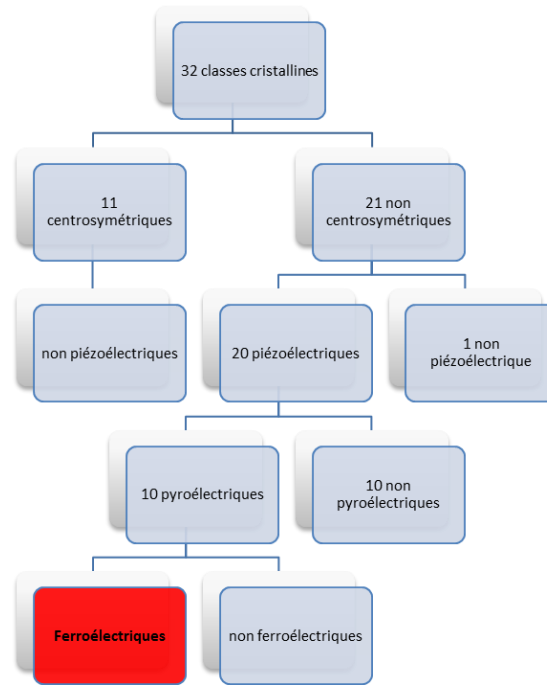 32 classes cristallines
11
centrosymétriques
21 non
centrosymétriques
non piézoélectriques
20 piézoélectriques
1 non
piézoélectrique
10 pyroélectriques
10 non
pyroélectriques
Ferroélectriques
non ferroélectriques